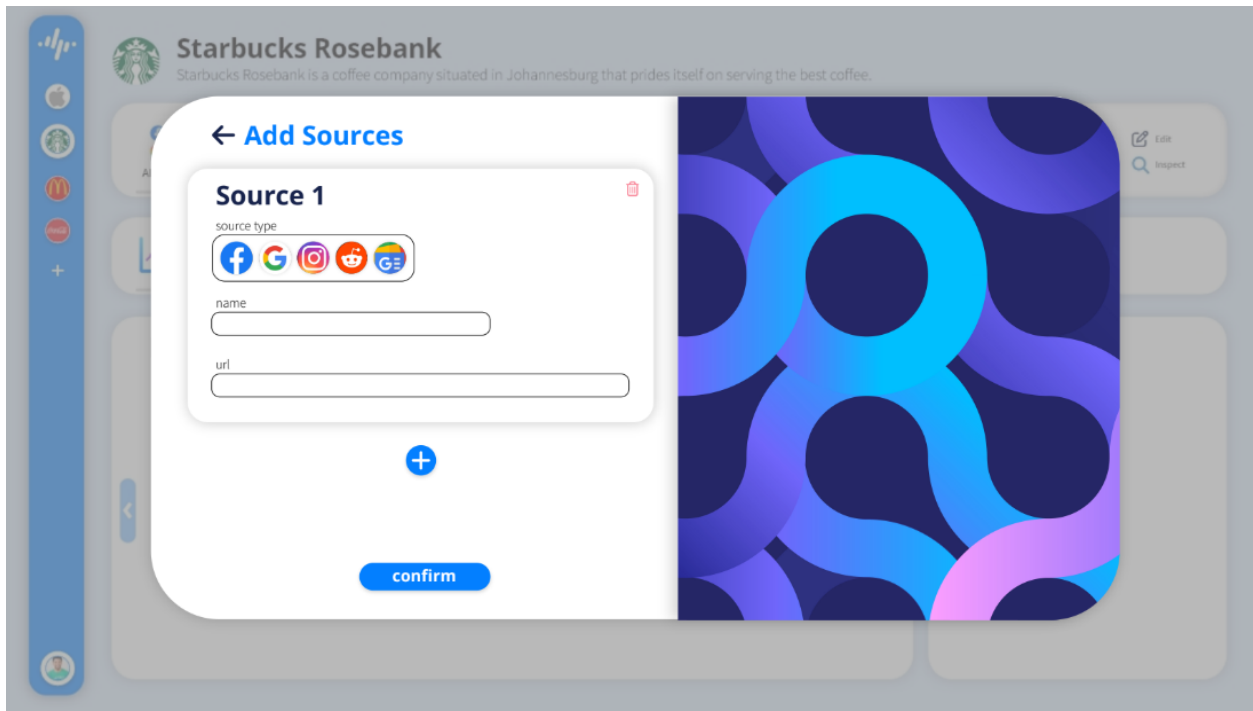 Starbucks Rosebank
Starbucks Rosebank is a coffee company situated in Johannesburg that prides itself on serving the best coffee.
← Add Sources
Edit
Inspect
Source 1
source type
name
url
confirm